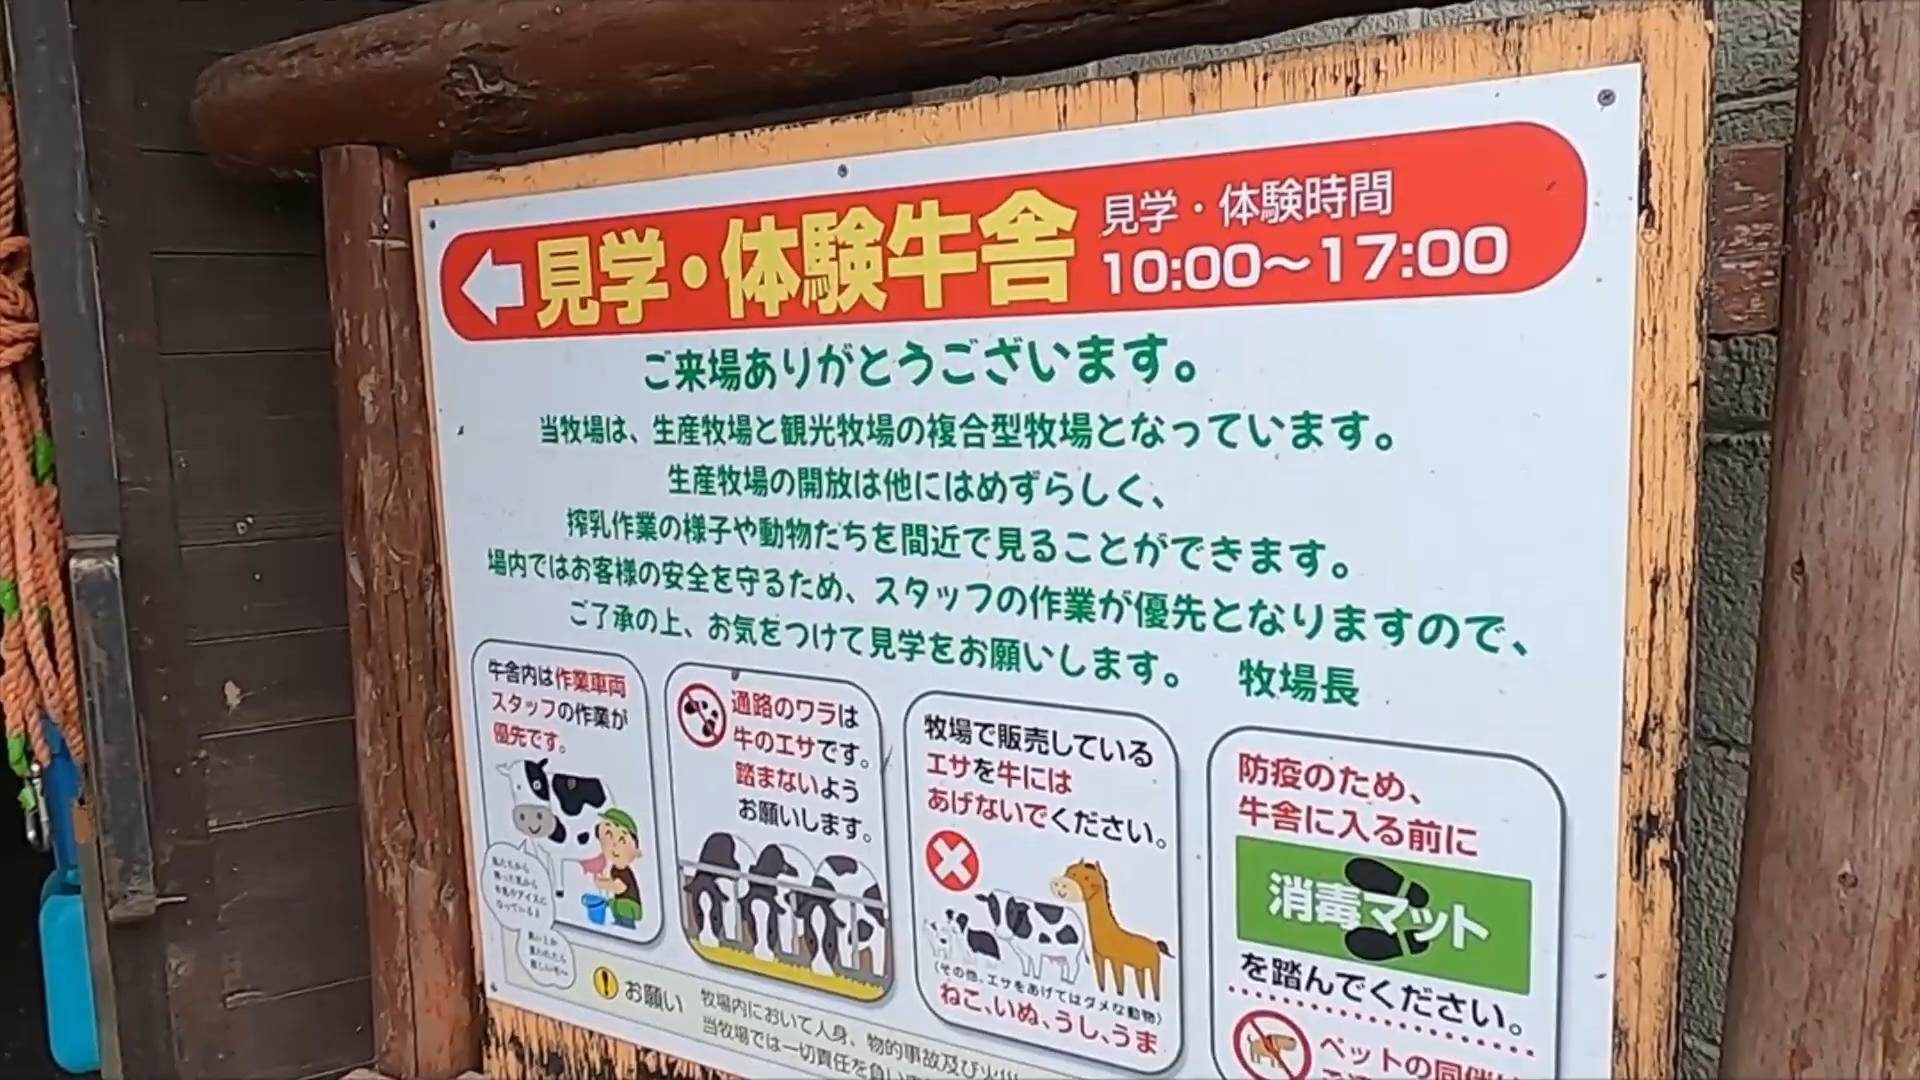 見学・体験牛舎
見学・体験時間
10:00〜17:00
ご来場ありがとうございます。
当牧場は、生産牧場と観光牧場の複合型牧場となっています。
生産牧場の開放は他にはめずらしく、
搾乳作業の様子や動物たちを間近で見ることができます。
場内ではお客様の安全を守るため、スタッフの作業が優先となりますので、
ご了承の上、お気をつけて見学をお願いします。 牧場長
牛舎内は作業車両
スタッフの作業が
優先です。
通路のワラは
牛のエサです。
踏まないよう
お願いします。
牧場で販売している
エサを牛には
あげないでください。
(その他、エサをあげてはダメな動物)
ねこ、いぬ、うし、うま
防疫のため、
牛舎に入る前に
消毒マット
を踏んでください。
ペットの同伴
お願い
牧場内において人身、物的事故及び火災
当牧場では一切責任を負い